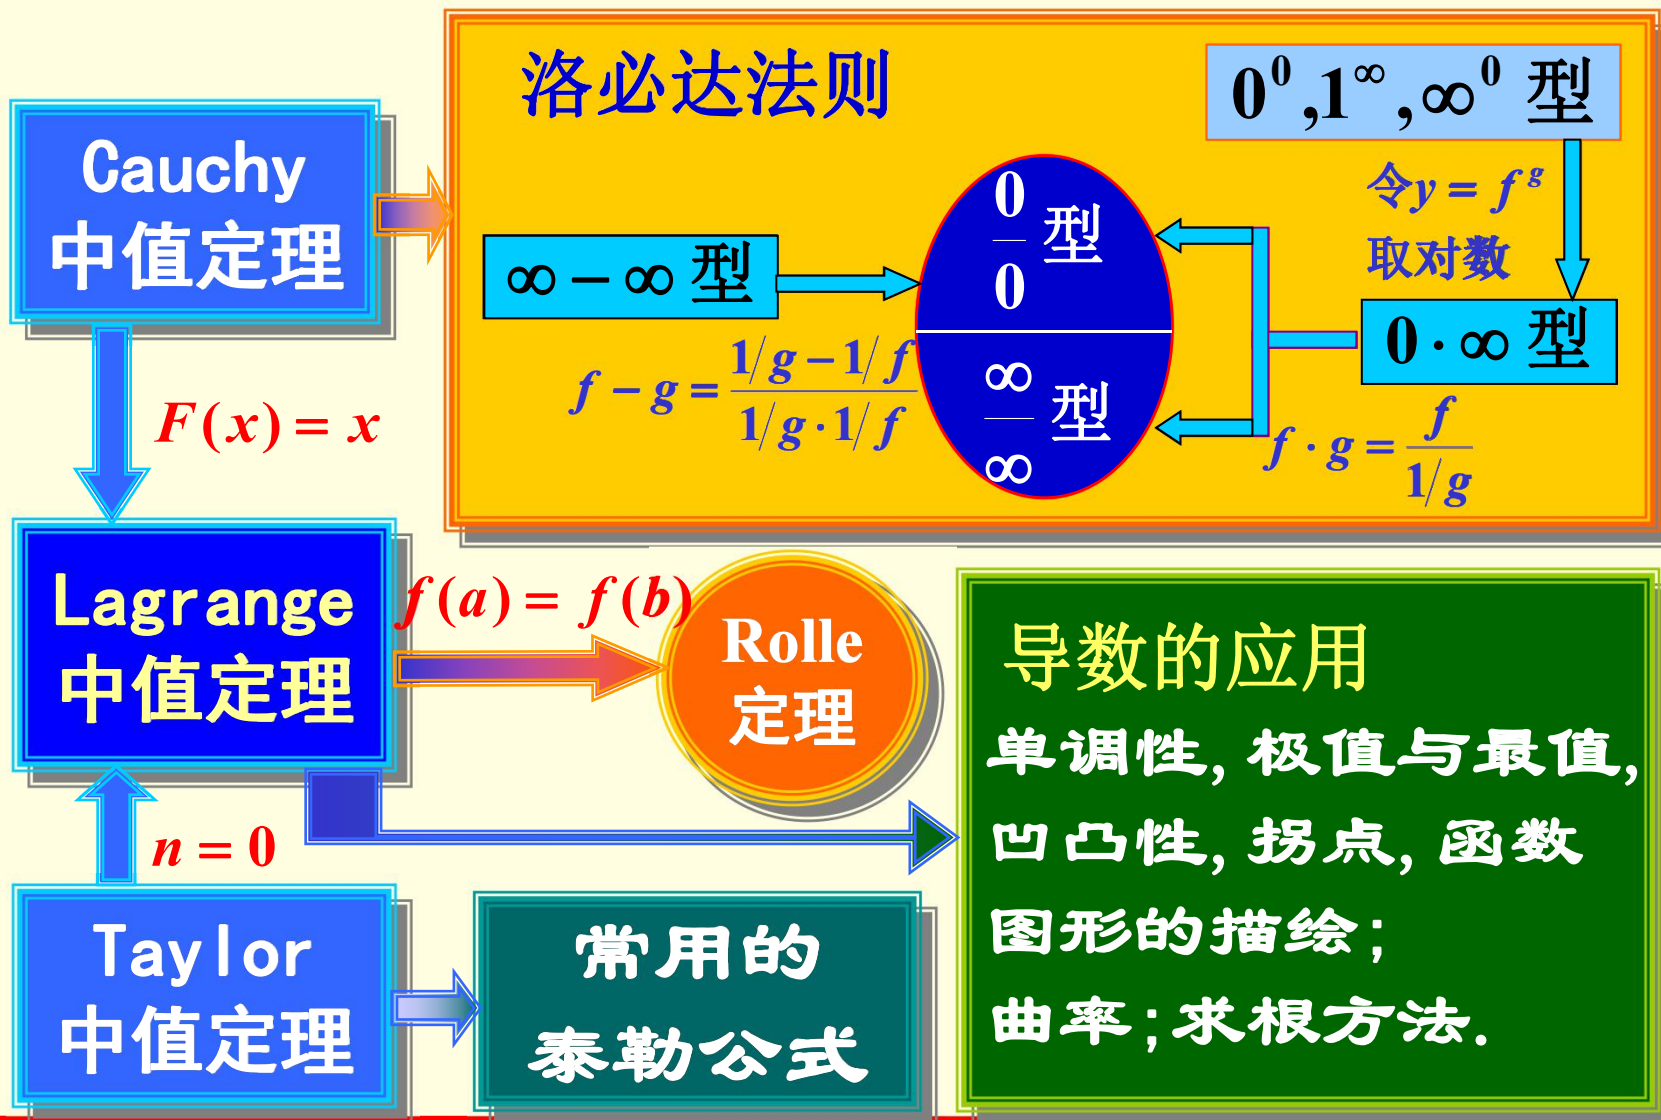 洛必达法则
0^0 ,1^∞ ,∞^0 型
Cauchy
中值定理
令y = f^g
取对数
∞ − ∞ 型
0/0 型
∞/∞ 型
0 · ∞ 型
f − g = (1/g − 1/f)/(1/g · 1/f)
f · g = f/(1/g)
F(x) = x
Lagrange
中值定理
f(a) = f(b)
Rolle
定理
n = 0
Taylor
中值定理
常用的
泰勒公式
导数的应用
单调性, 极值与最值,
凹凸性, 拐点, 函数
图形的描绘;
曲率;求根方法.